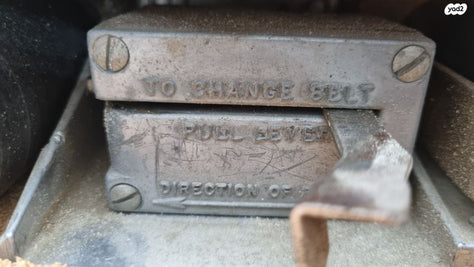 yad2
TO CHANGE BELT
PULL LEVER
DIRECTION OF